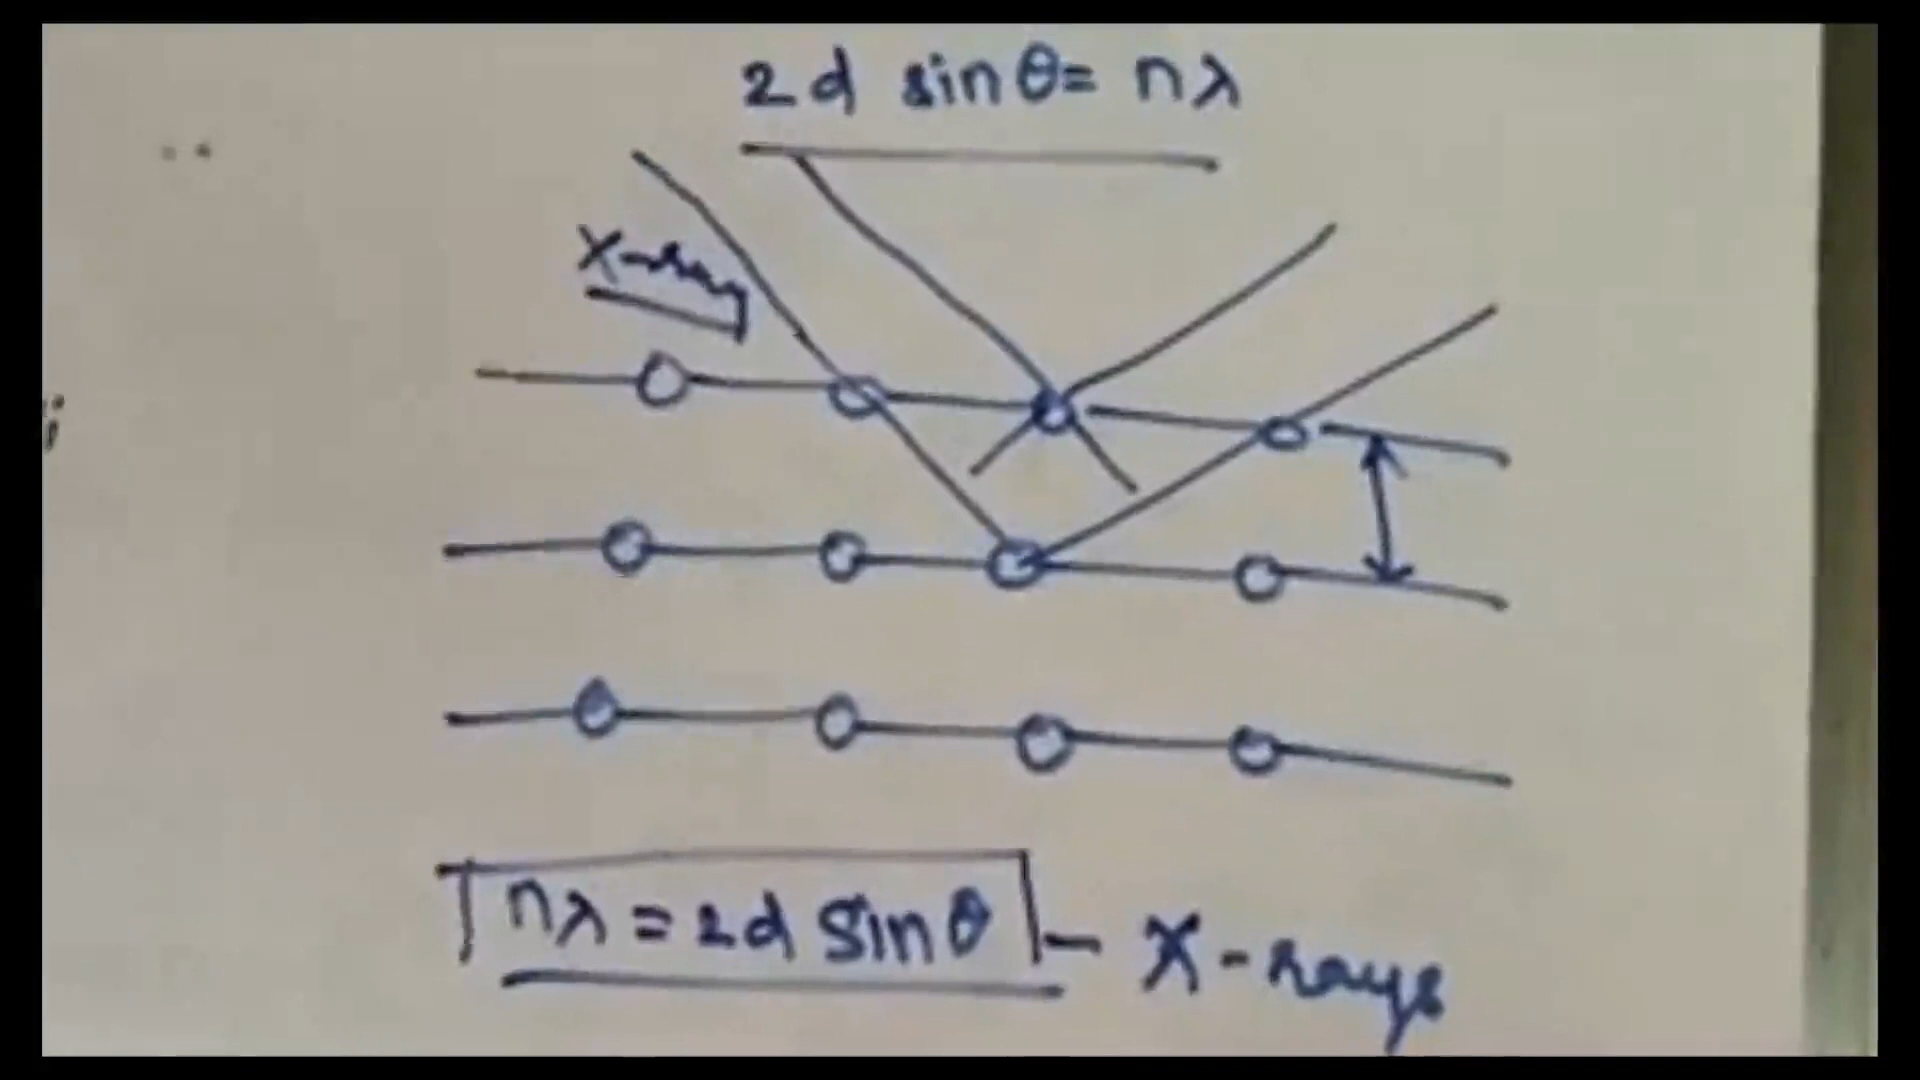 2d sinθ= nλ
X-ray
nλ = 2d sinθ - X-rays